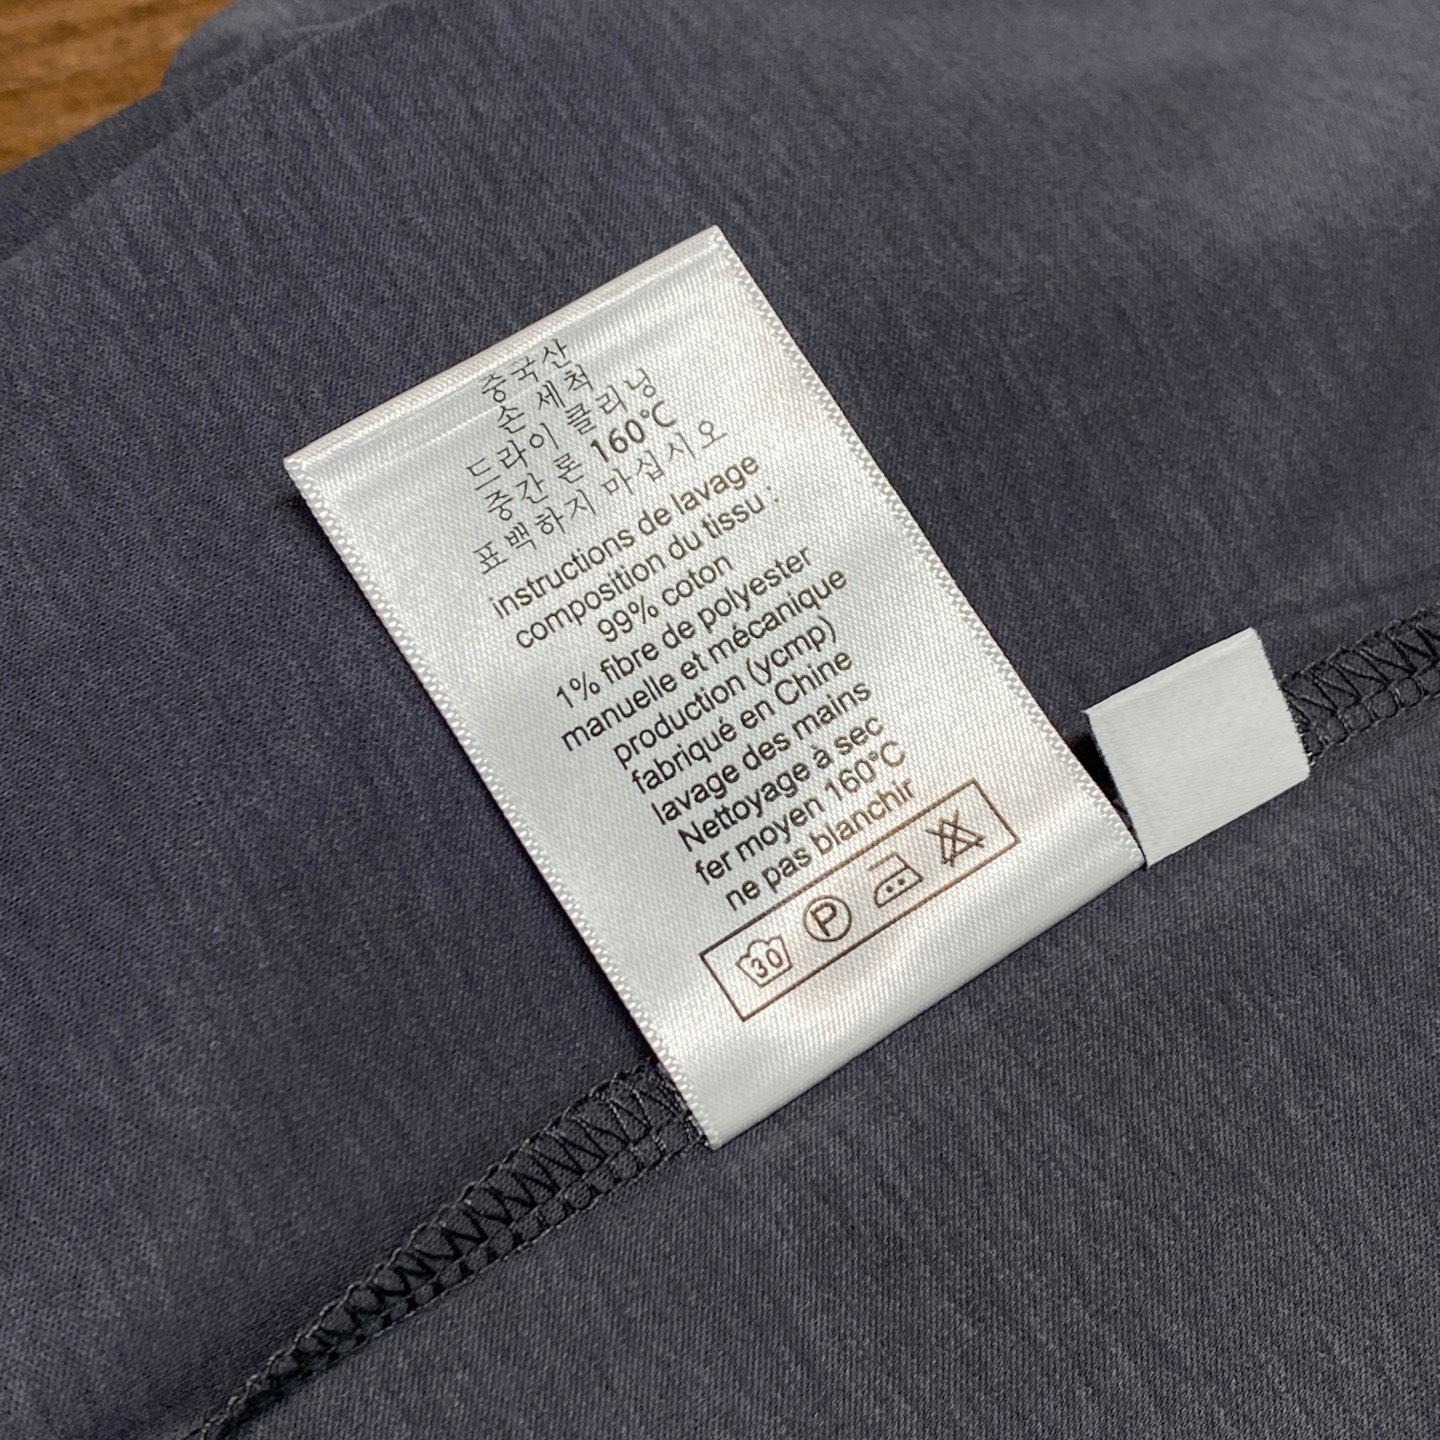 중국산
손 세척
드라이 클리닝
중간 론 160℃
표백하지 마십시오
instructions de lavage
composition du tissu :
99% coton
1% fibre de polyester
manuelle et mécanique
production (ycmp)
fabriqué en Chine
lavage des mains
Nettoyage à sec
fer moyen 160°C
ne pas blanchir
30 P